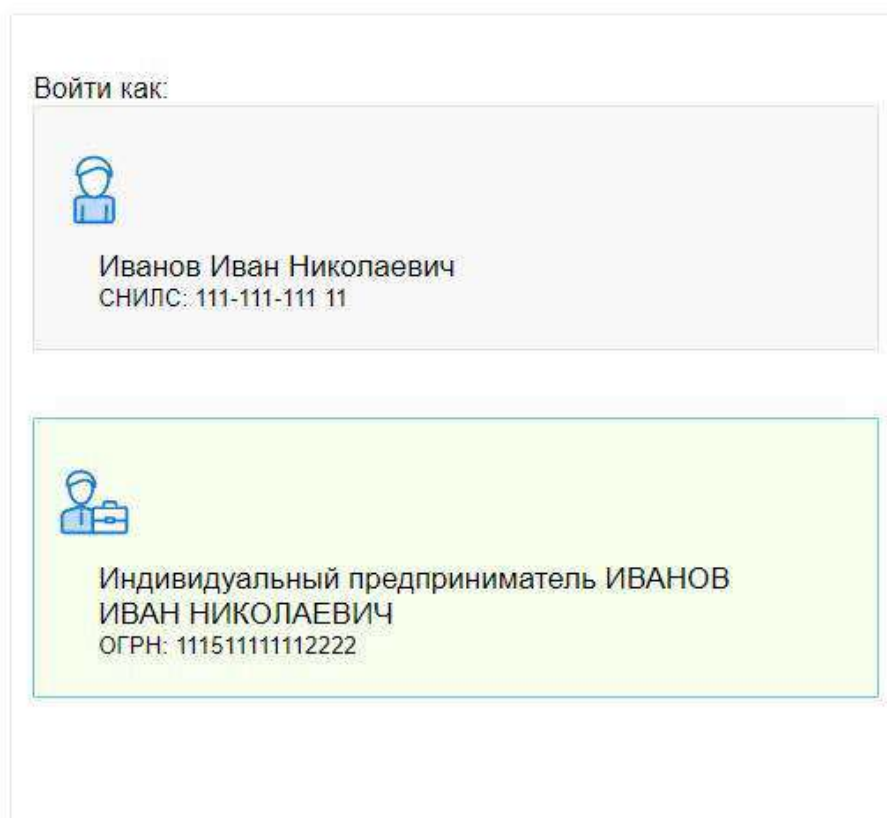 Войти как:
Иванов Иван Николаевич
СНИЛС: 111-111-111 11
Индивидуальный предприниматель ИВАНОВ
ИВАН НИКОЛАЕВИЧ
ОГРН: 111511111112222